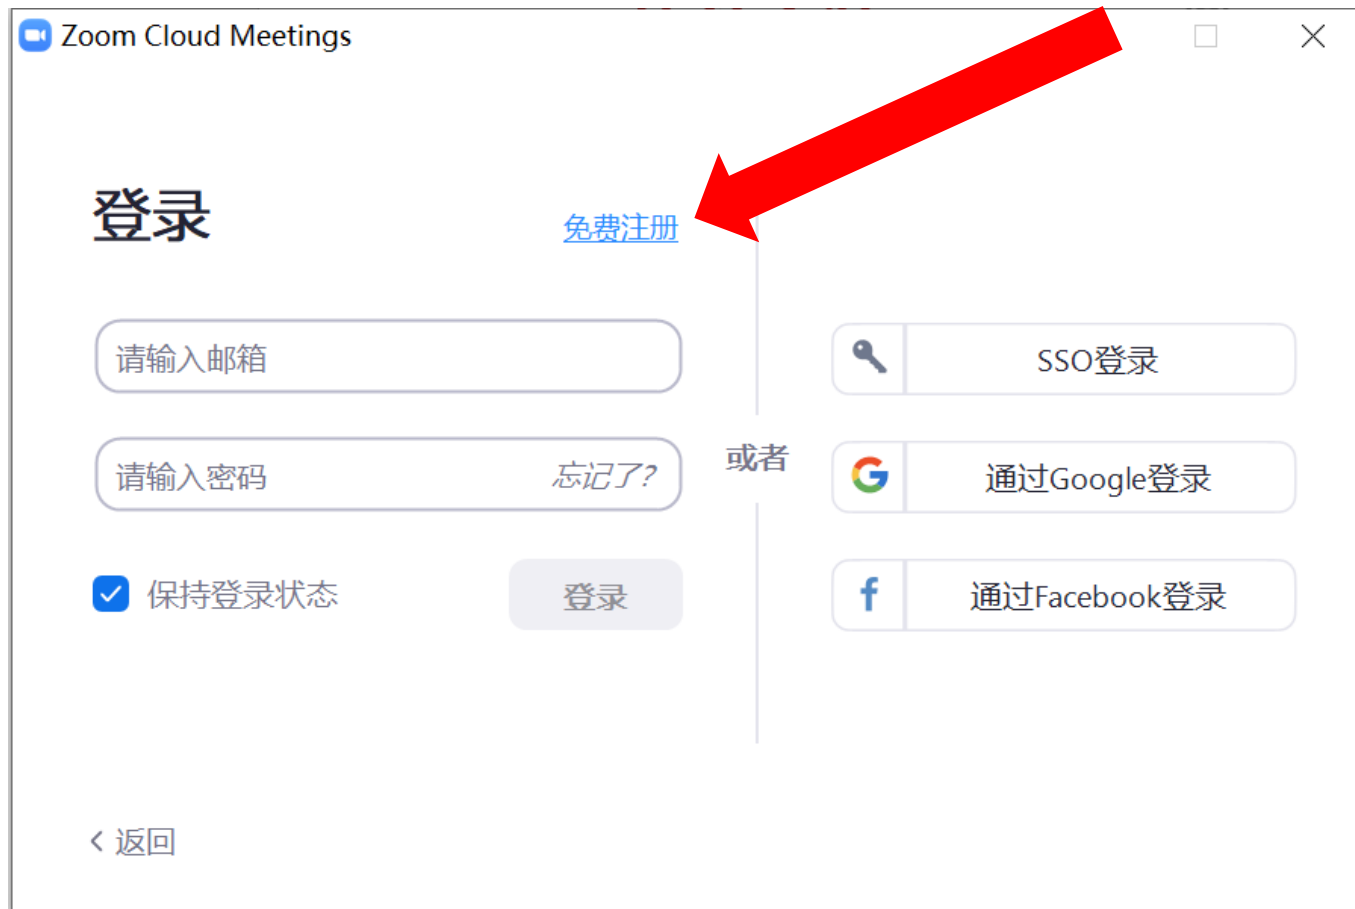 Zoom Cloud Meetings
登录
免费注册
请输入邮箱
请输入密码
忘记了?
保持登录状态
登录
或者
SSO登录
通过Google登录
通过Facebook登录
返回